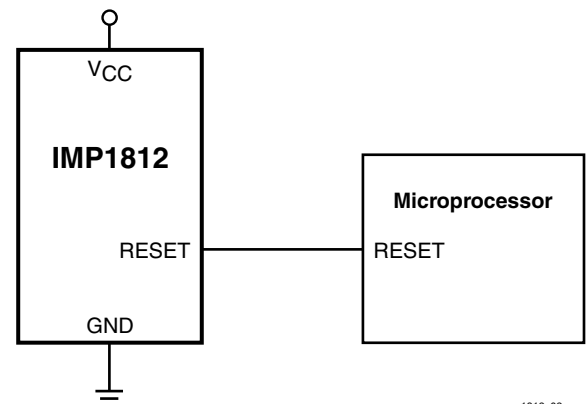 VCC
IMP1812
RESET
GND
Microprocessor
RESET